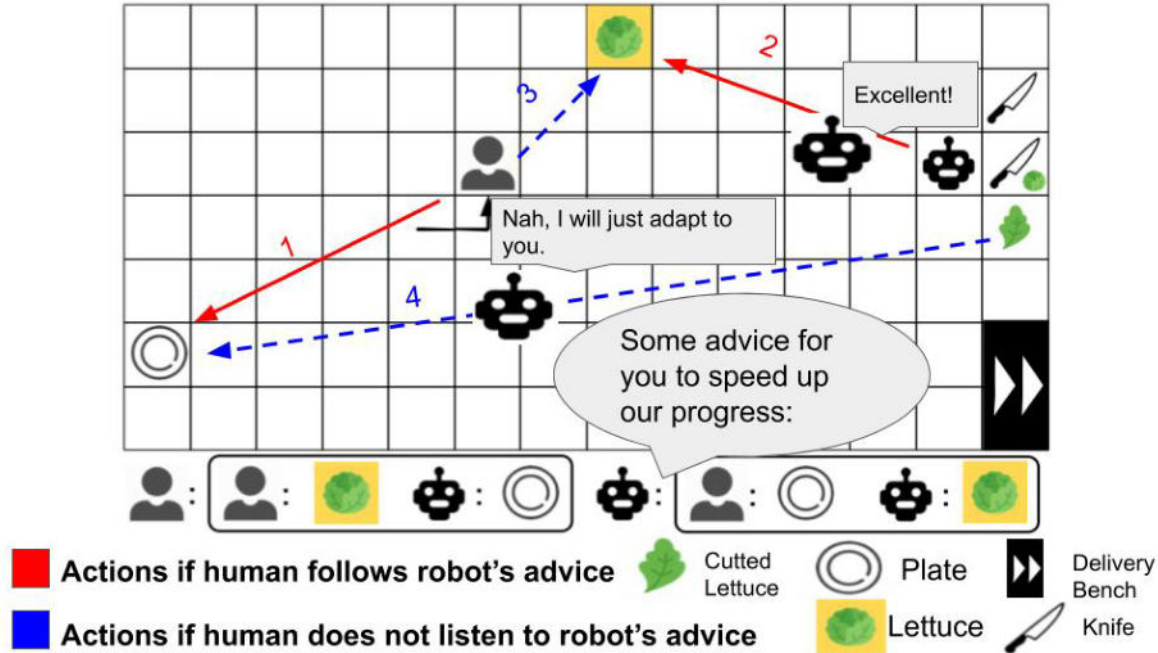 2
Excellent!
3
1
Nah, I will just adapt to
you.
4
Some advice for
you to speed up
our progress:
: : : : : :
Actions if human follows robot's advice
Cutted
Lettuce
Plate
Delivery
Bench
Actions if human does not listen to robot's advice
Lettuce
Knife